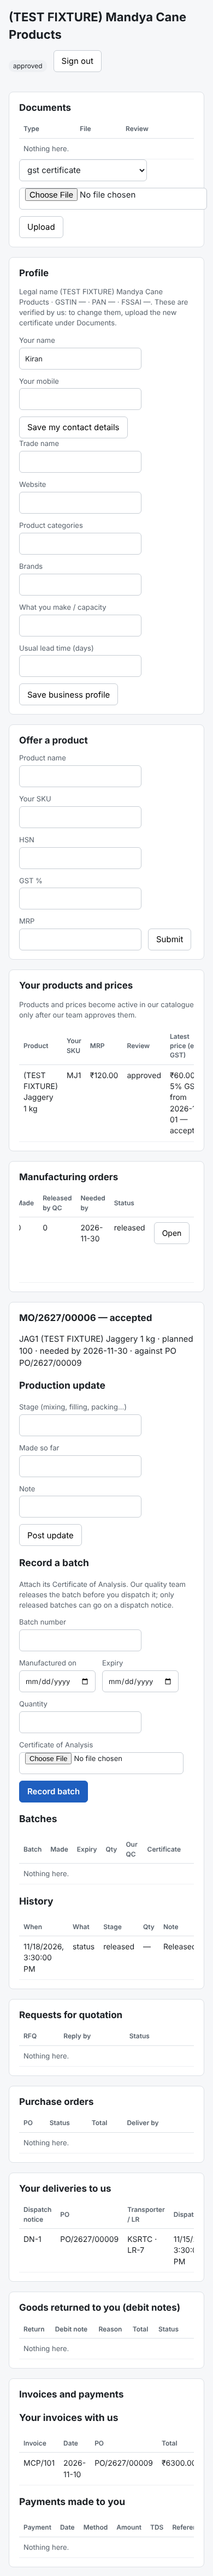 (TEST FIXTURE) Mandya Cane
Products
approved
Sign out
Documents
Type File Review
Nothing here.
gst certificate
Choose File No file chosen
Upload
Profile
Legal name (TEST FIXTURE) Mandya Cane
Products · GSTIN — · PAN — · FSSAI —. These are
verified by us: to change them, upload the new
certificate under Documents.
Your name
Kiran
Your mobile
Save my contact details
Trade name
Website
Product categories
Brands
What you make / capacity
Usual lead time (days)
Save business profile
Offer a product
Product name
Your SKU
HSN
GST %
MRP
Submit
Your products and prices
Products and prices become active in our catalogue
only after our team approves them.
Product Your SKU MRP Review Latest price (e GST)
(TEST FIXTURE) Jaggery 1 kg MJ1 ₹120.00 approved ₹60.00 5% GS from 2026- 01 — accept
Manufacturing orders
Made Released by QC Needed by Status
0 2026-11-30 released Open
MO/2627/00006 — accepted
JAG1 (TEST FIXTURE) Jaggery 1 kg · planned
100 · needed by 2026-11-30 · against PO
PO/2627/00009
Production update
Stage (mixing, filling, packing…)
Made so far
Note
Post update
Record a batch
Attach its Certificate of Analysis. Our quality team
releases the batch before you dispatch it; only
released batches can go on a dispatch notice.
Batch number
Manufactured on Expiry
mm/dd/yyyy mm/dd/yyyy
Quantity
Certificate of Analysis
Choose File No file chosen
Record batch
Batches
Batch Made Expiry Qty Our QC Certificate
Nothing here.
History
When What Stage Qty Note
11/18/2026, 3:30:00 PM status released — Released
Requests for quotation
RFQ Reply by Status
Nothing here.
Purchase orders
PO Status Total Deliver by
Nothing here.
Your deliveries to us
Dispatch notice PO Transporter / LR Dispat
DN-1 PO/2627/00009 KSRTC · LR-7 11/15/ 3:30:0 PM
Goods returned to you (debit notes)
Return Debit note Reason Total Status
Nothing here.
Invoices and payments
Your invoices with us
Invoice Date PO Total
MCP/101 2026-11-10 PO/2627/00009 ₹6300.00
Payments made to you
Payment Date Method Amount TDS Refere
Nothing here.